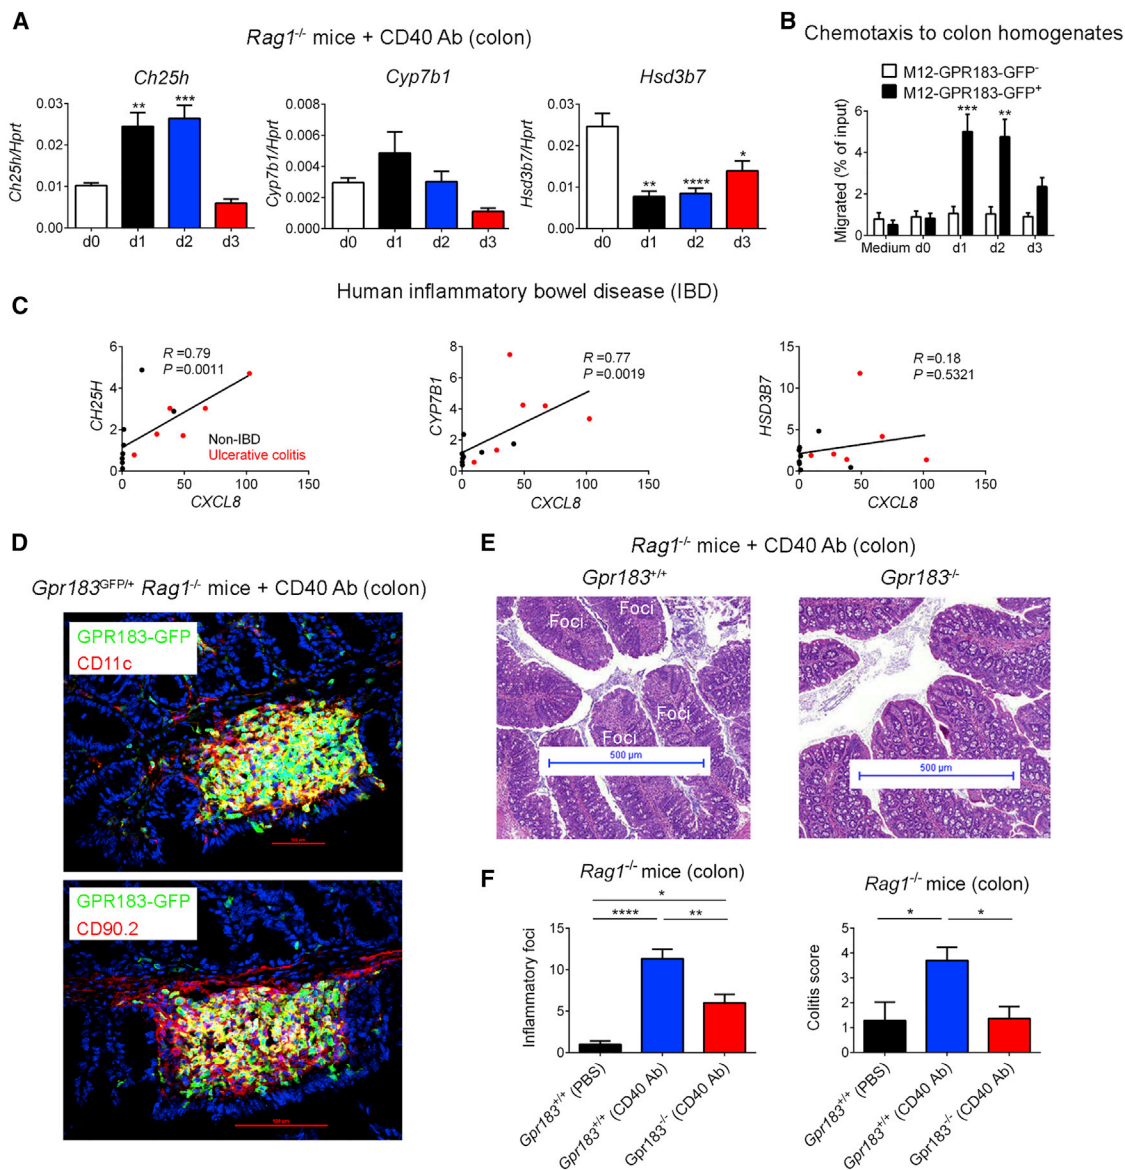 A
Rag1-/- mice + CD40 Ab (colon)
Ch25h
Ch25h/Hprt
0.03
0.02
0.01
0.00
**
***
d0 d1 d2 d3
Cyp7b1
Cyp7b1/Hprt
0.008
0.006
0.004
0.002
0.000
d0 d1 d2 d3
Hsd3b7
Hsd3b7/Hprt
0.03
0.02
0.01
0.00
**
****
*
d0 d1 d2 d3
B
Chemotaxis to colon homogenates
M12-GPR183-GFP-
M12-GPR183-GFP+
Migrated (% of input)
6
4
2
0
***
**
Medium d0 d1 d2 d3
C
Human inflammatory bowel disease (IBD)
CH25H
6
4
2
0
R =0.79
P =0.0011
Non-IBD
Ulcerative colitis
0 50 100 150
CXCL8
CYP7B1
8
6
4
2
0
R =0.77
P =0.0019
0 50 100 150
CXCL8
HSD3B7
15
10
5
0
R =0.18
P =0.5321
0 50 100 150
CXCL8
D
Gpr183GFP/+ Rag1-/- mice + CD40 Ab (colon)
GPR183-GFP
CD11c
GPR183-GFP
CD90.2
E
Rag1-/- mice + CD40 Ab (colon)
Gpr183+/+
Foci
Foci
Foci
Foci
500 µm
Gpr183-/-
500 µm
F
Rag1-/- mice (colon)
*
**** **
Inflammatory foci
15
10
5
0
Gpr183+/+ (PBS)
Gpr183+/+ (CD40 Ab)
Gpr183-/- (CD40 Ab)
Rag1-/- mice (colon)
* *
Colitis score
5
4
3
2
1
0
Gpr183+/+ (PBS)
Gpr183+/+ (CD40 Ab)
Gpr183-/- (CD40 Ab)